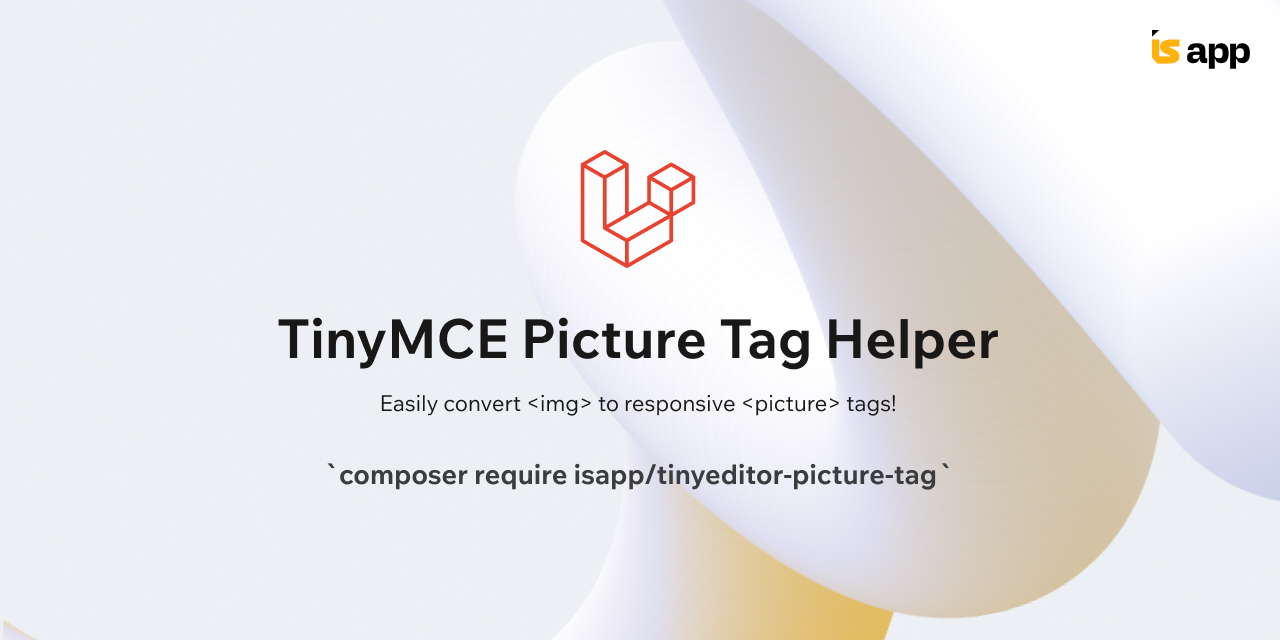 is app
TinyMCE Picture Tag Helper
Easily convert <img> to responsive <picture> tags!
`composer require isapp/tinyeditor-picture-tag`